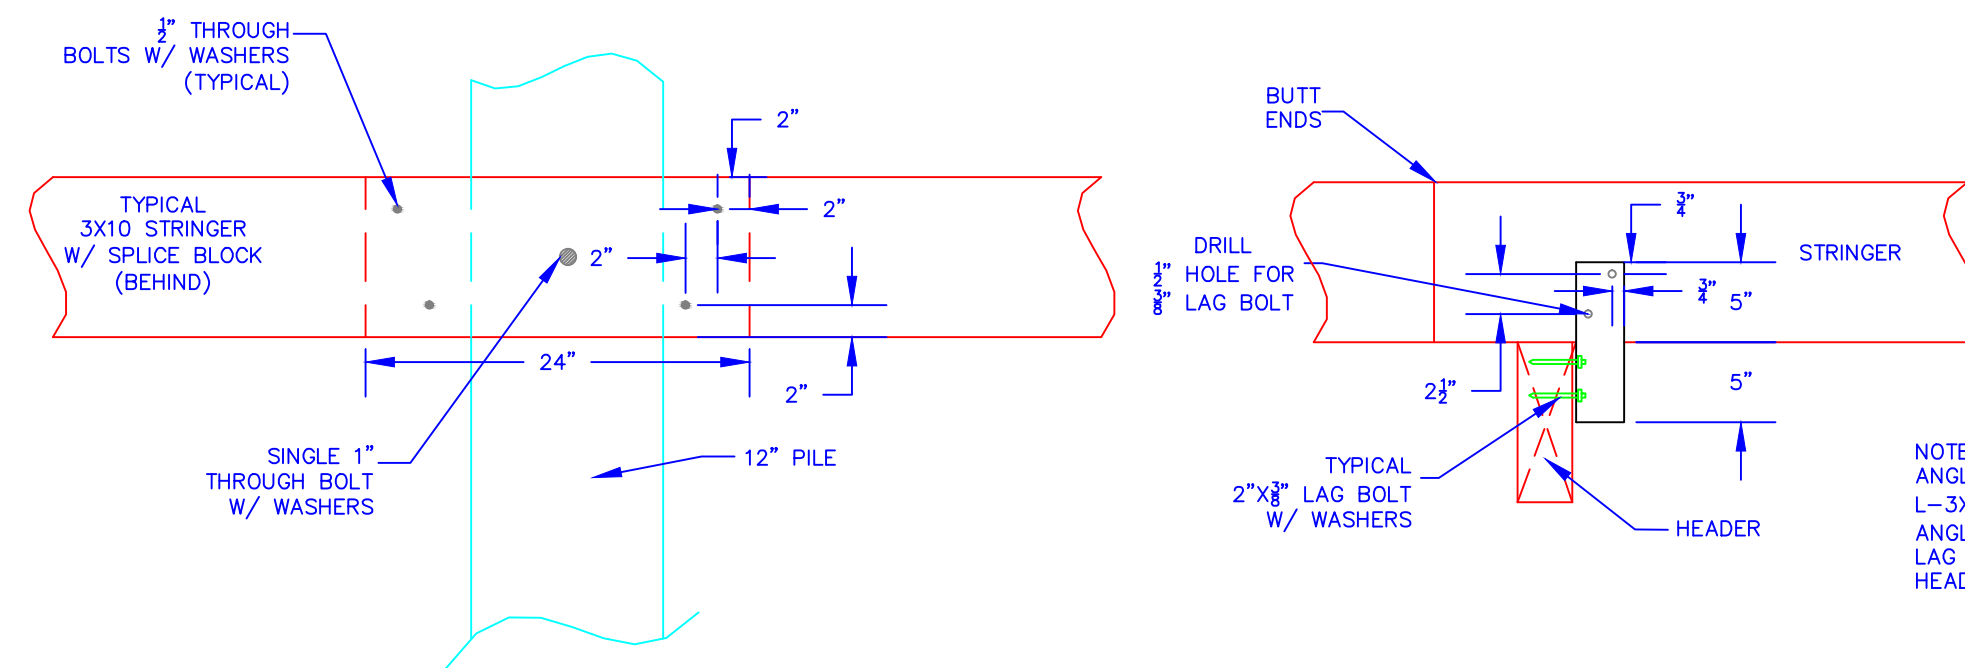 ½” THROUGH
BOLTS W/ WASHERS
(TYPICAL)
2”
TYPICAL
3X10 STRINGER
W/ SPLICE BLOCK
(BEHIND)
2”
2”
24”
2”
SINGLE 1”
THROUGH BOLT
W/ WASHERS
12” PILE
BUTT
ENDS
¾”
DRILL
½” HOLE FOR
⅜” LAG BOLT
STRINGER
¾”
5”
2½”
5”
TYPICAL
2”X⅜” LAG BOLT
W/ WASHERS
HEADER
NOTE
ANGL
L-3X
ANGL
LAG
HEAD